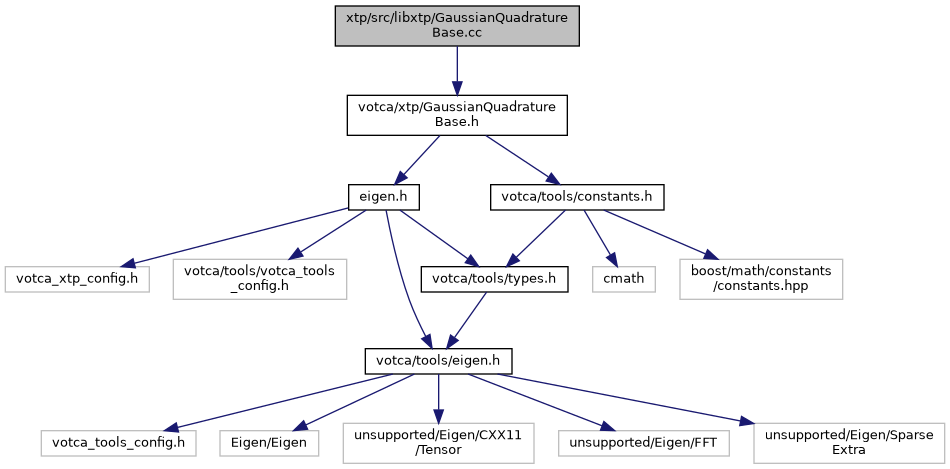 xtp/src/libxtp/GaussianQuadrature
Base.cc
votca/xtp/GaussianQuadrature
Base.h
eigen.h
votca/tools/constants.h
votca_xtp_config.h
votca/tools/votca_tools
_config.h
votca/tools/types.h
cmath
boost/math/constants
/constants.hpp
votca/tools/eigen.h
votca_tools_config.h
Eigen/Eigen
unsupported/Eigen/CXX11
/Tensor
unsupported/Eigen/FFT
unsupported/Eigen/Sparse
Extra